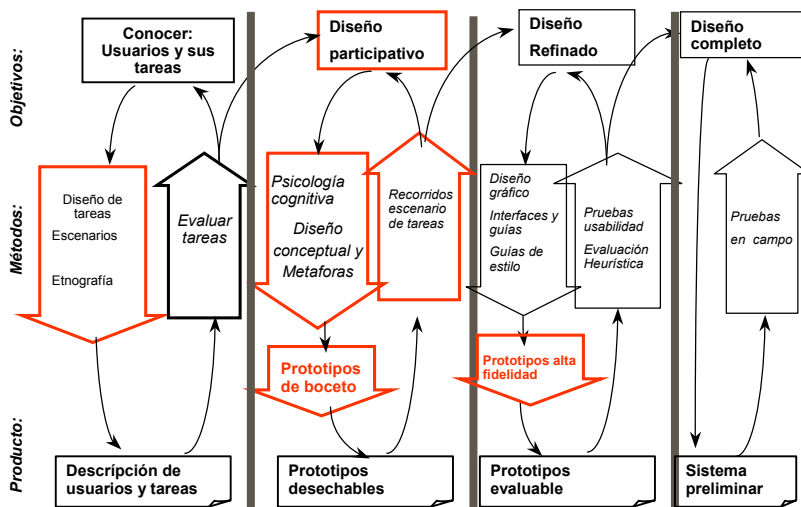 Objetivos:
Conocer:
Usuarios y sus
tareas
Diseño
participativo
Diseño
Refinado
Diseño
completo
Métodos:
Diseño de
tareas
Escenarios
Etnografía
Evaluar
tareas
Psicología
cognitiva
Diseño
conceptual y
Metaforas
Recorridos
escenario
de tareas
Diseño
gráfico
Interfaces y
guías
Guías de
estilo
Pruebas
usabilidad
Evaluación
Heurística
Pruebas
en campo
Prototipos
de boceto
Prototipos alta
fidelidad
Producto:
Descrípción de
usuarios y tareas
Prototipos
desechables
Prototipos
evaluable
Sistema
preliminar